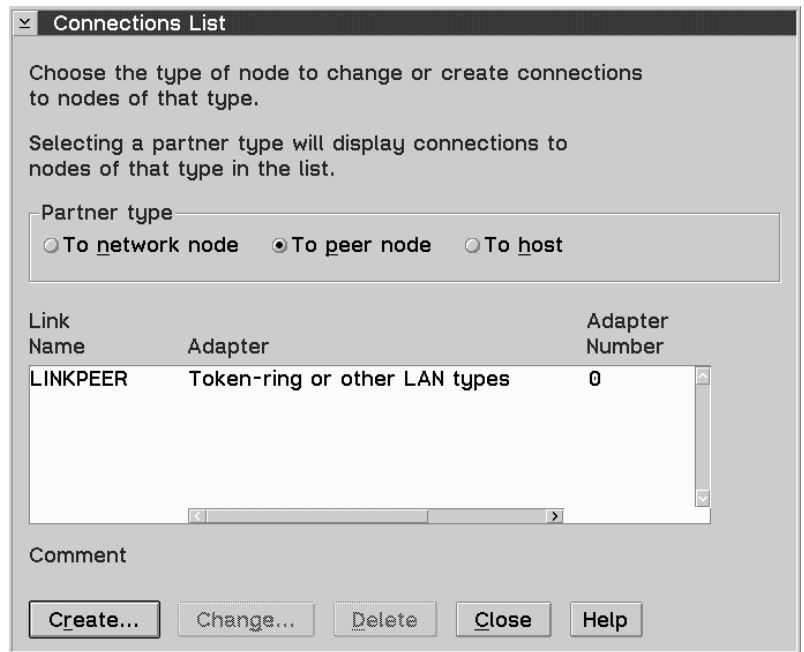 Connections List
Choose the type of node to change or create connections
to nodes of that type.
Selecting a partner type will display connections to
nodes of that type in the list.
Partner type
To network node To peer node To host
Link
Name Adapter Adapter
Number
LINKPEER Token-ring or other LAN types 0
Comment
Create... Change... Delete Close Help